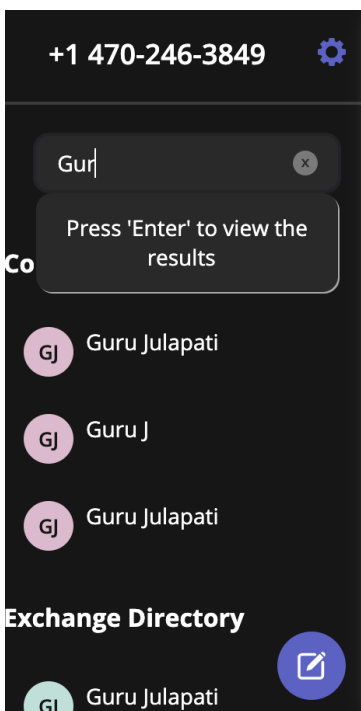 +1 470-246-3849
Gur
x
Press 'Enter' to view the
results
Co
GJ
Guru Julapati
GJ
Guru J
GJ
Guru Julapati
Exchange Directory
GJ
Guru Julapati